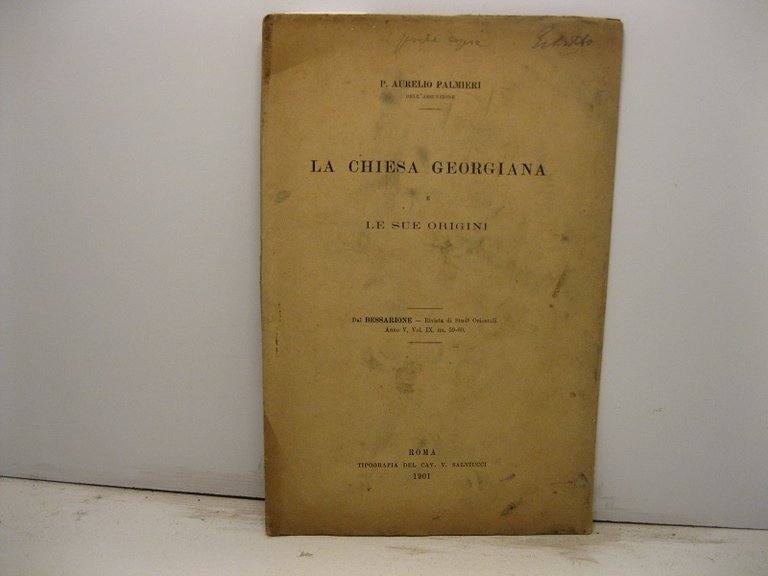 Estratto
P. AURELIO PALMIERI
DELL'ASSUNZIONE
LA CHIESA GEORGIANA
E
LE SUE ORIGINI
Dal BESSARIONE — Rivista di Studi Orientali
Anno V, Vol. IX, nn. 59-60.
ROMA
TIPOGRAFIA DEL CAV. V. SALVIUCCI
1901